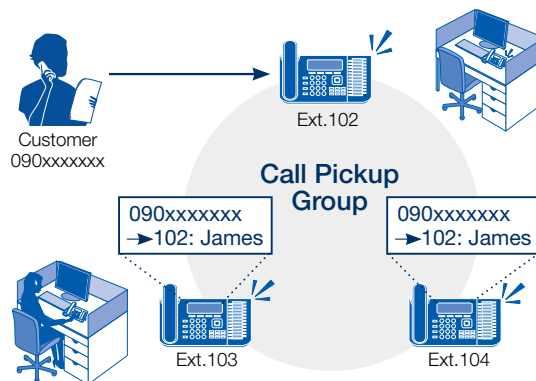 Customer
090xxxxxxx
Ext.102
Call Pickup
Group
090xxxxxxx
→102: James
090xxxxxxx
→102: James
Ext.103
Ext.104